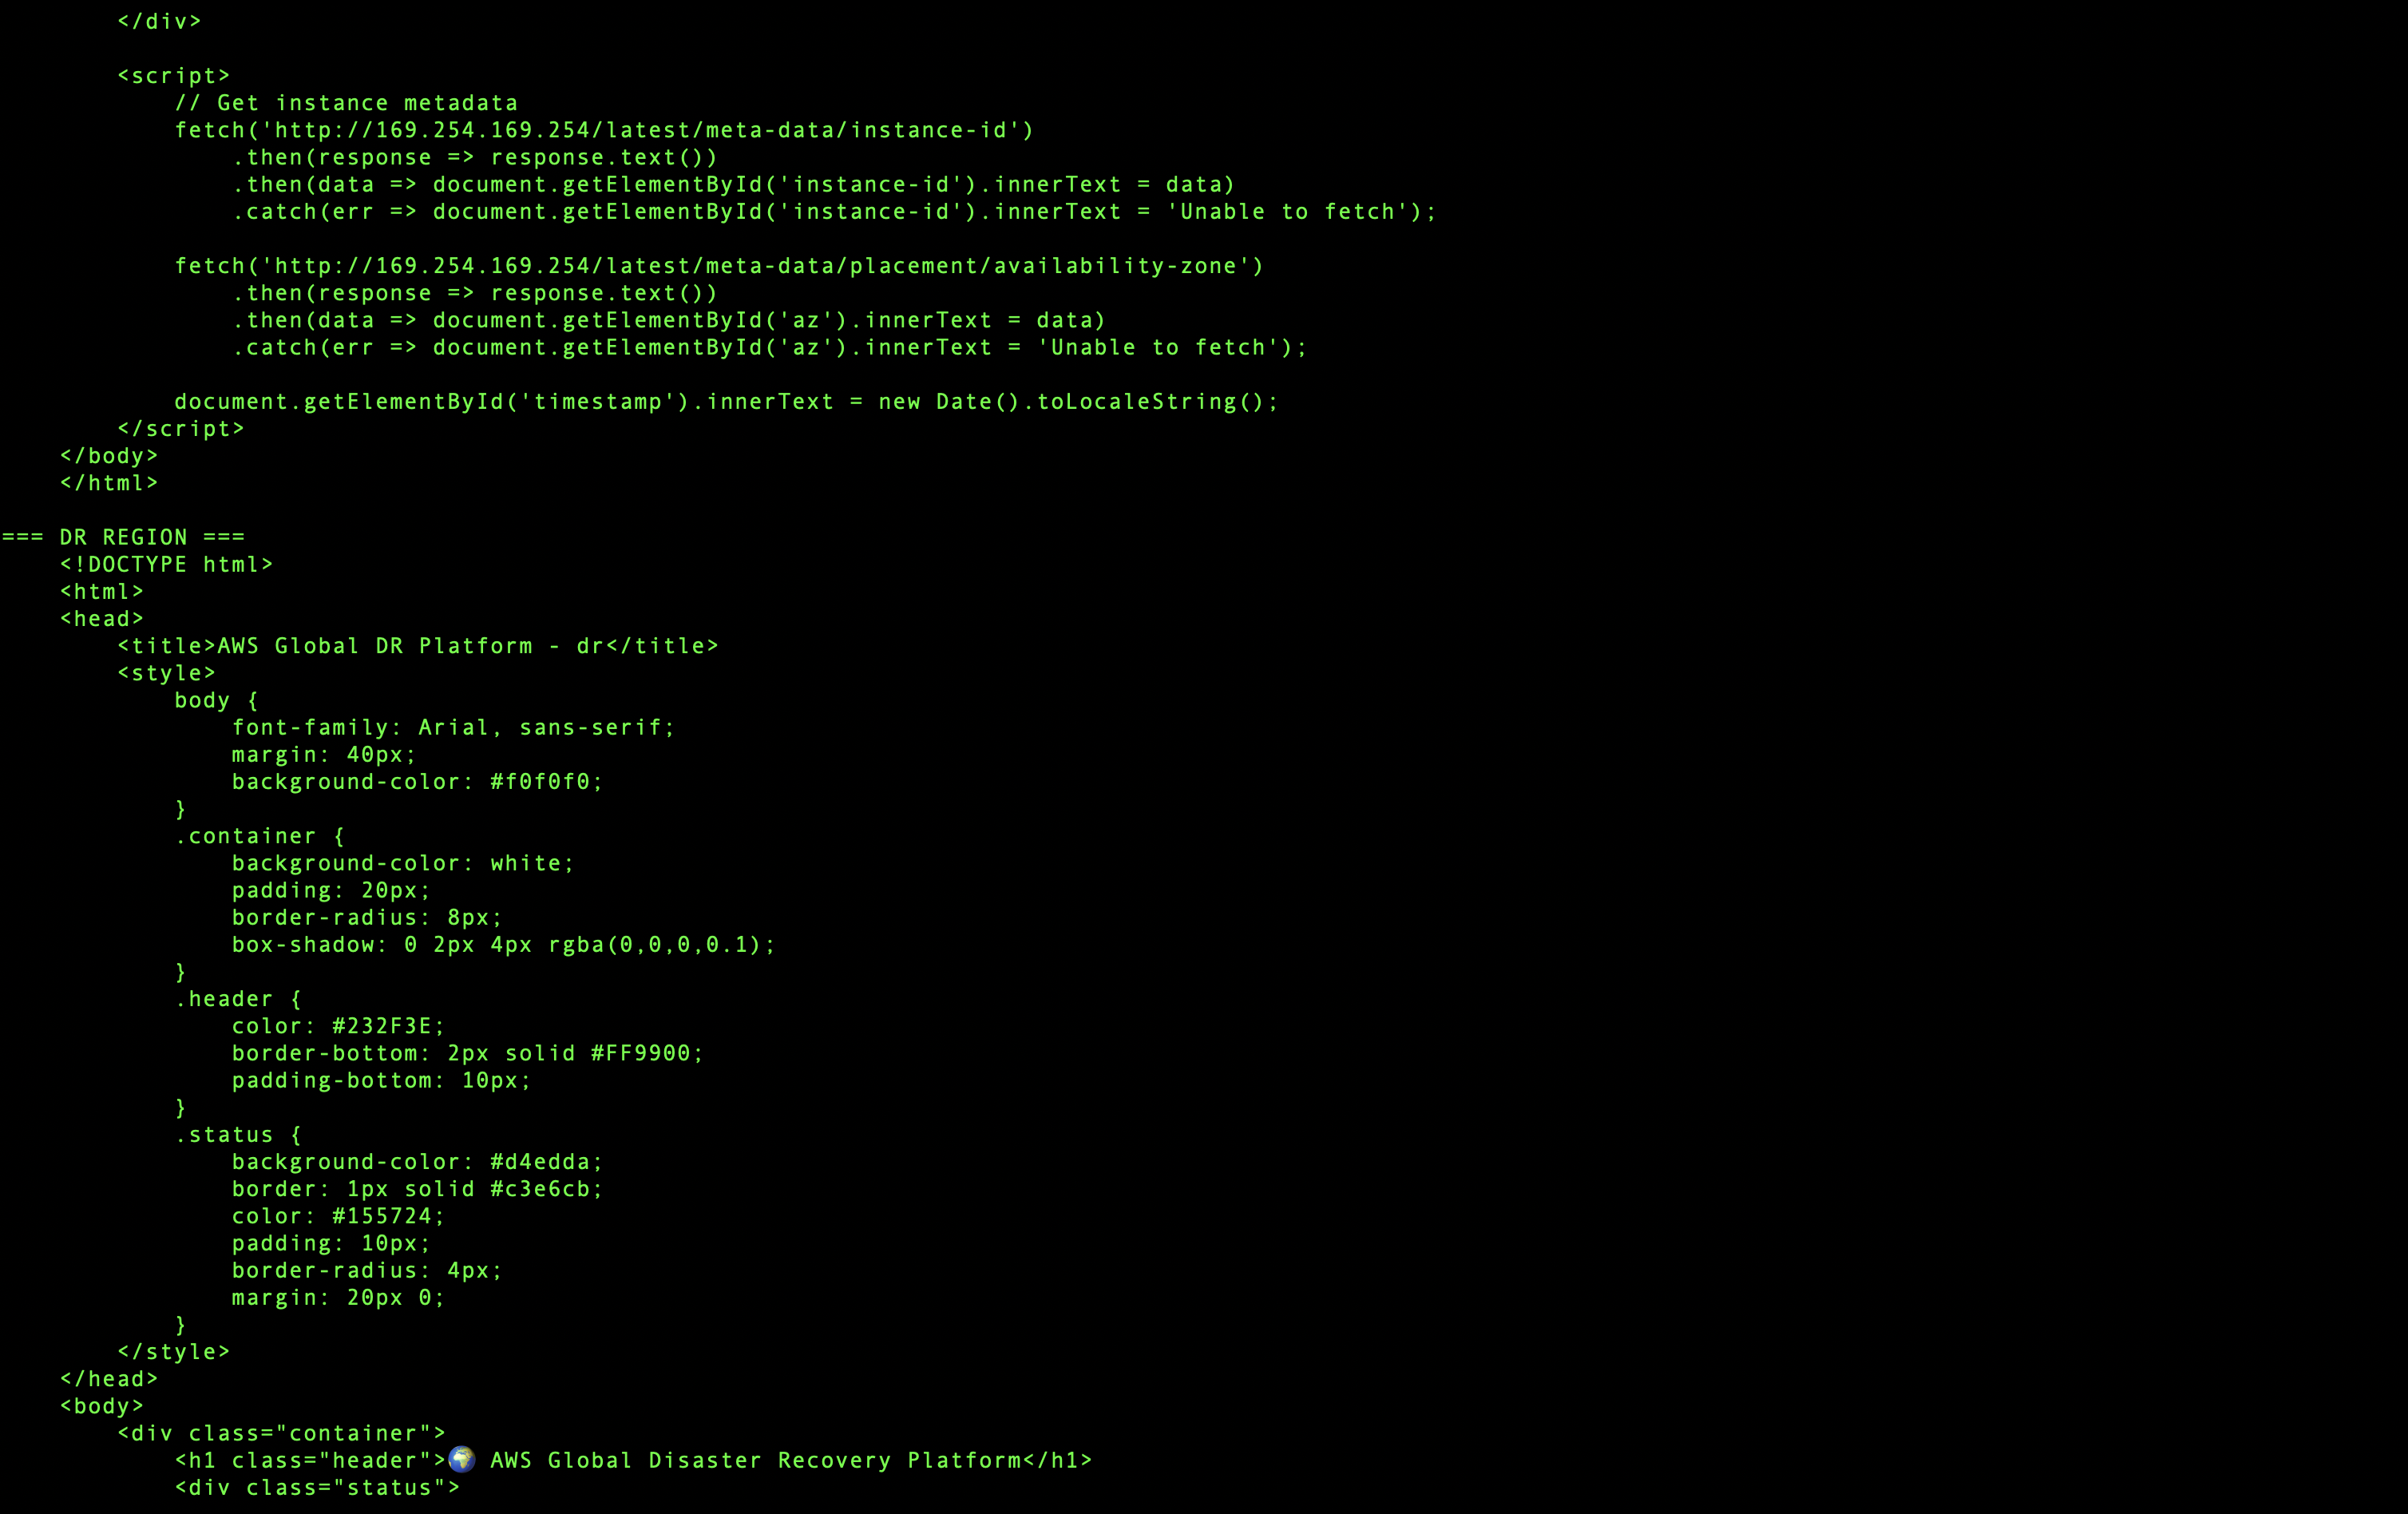 </div>
<script>
// Get instance metadata
fetch('http://169.254.169.254/latest/meta-data/instance-id')
.then(response => response.text())
.then(data => document.getElementById('instance-id').innerText = data)
.catch(err => document.getElementById('instance-id').innerText = 'Unable to fetch');
fetch('http://169.254.169.254/latest/meta-data/placement/availability-zone')
.then(response => response.text())
.then(data => document.getElementById('az').innerText = data)
.catch(err => document.getElementById('az').innerText = 'Unable to fetch');
document.getElementById('timestamp').innerText = new Date().toLocaleString();
</script>
</body>
</html>
=== DR REGION ===
<!DOCTYPE html>
<html>
<head>
<title>AWS Global DR Platform - dr</title>
<style>
body {
font-family: Arial, sans-serif;
margin: 40px;
background-color: #f0f0f0;
}
.container {
background-color: white;
padding: 20px;
border-radius: 8px;
box-shadow: 0 2px 4px rgba(0,0,0,0.1);
}
.header {
color: #232F3E;
border-bottom: 2px solid #FF9900;
padding-bottom: 10px;
}
.status {
background-color: #d4edda;
border: 1px solid #c3e6cb;
color: #155724;
padding: 10px;
border-radius: 4px;
margin: 20px 0;
}
</style>
</head>
<body>
<div class="container">
<h1 class="header">🌍 AWS Global Disaster Recovery Platform</h1>
<div class="status">